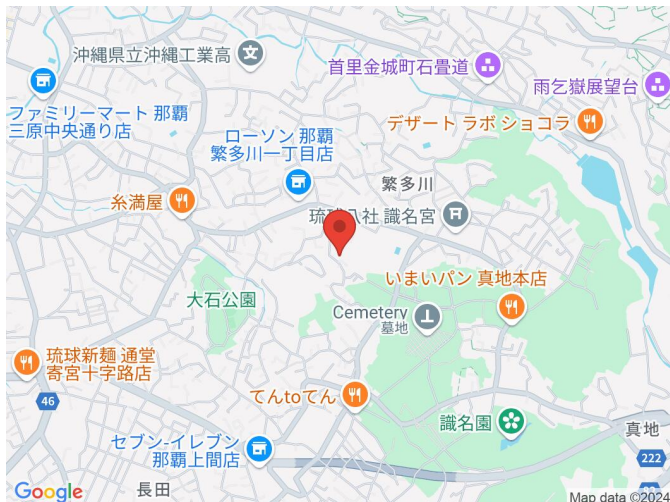 沖縄県立沖縄工業高
首里金城町石畳道
雨乞嶽展望台
ファミリーマート 那覇
三原中央通り店
デザート ラボ ショコラ
ローソン 那覇
繁多川一丁目店
繁多川
糸満屋
琉球八社 識名宮
大石公園
いまいパン 真地本店
Cemetery
墓地
琉球新麺 通堂
寄宮十字路店
てんtoてん
46
識名園
真地
セブン-イレブン
那覇上間店
222
長田
82
Google
Map data ©2024